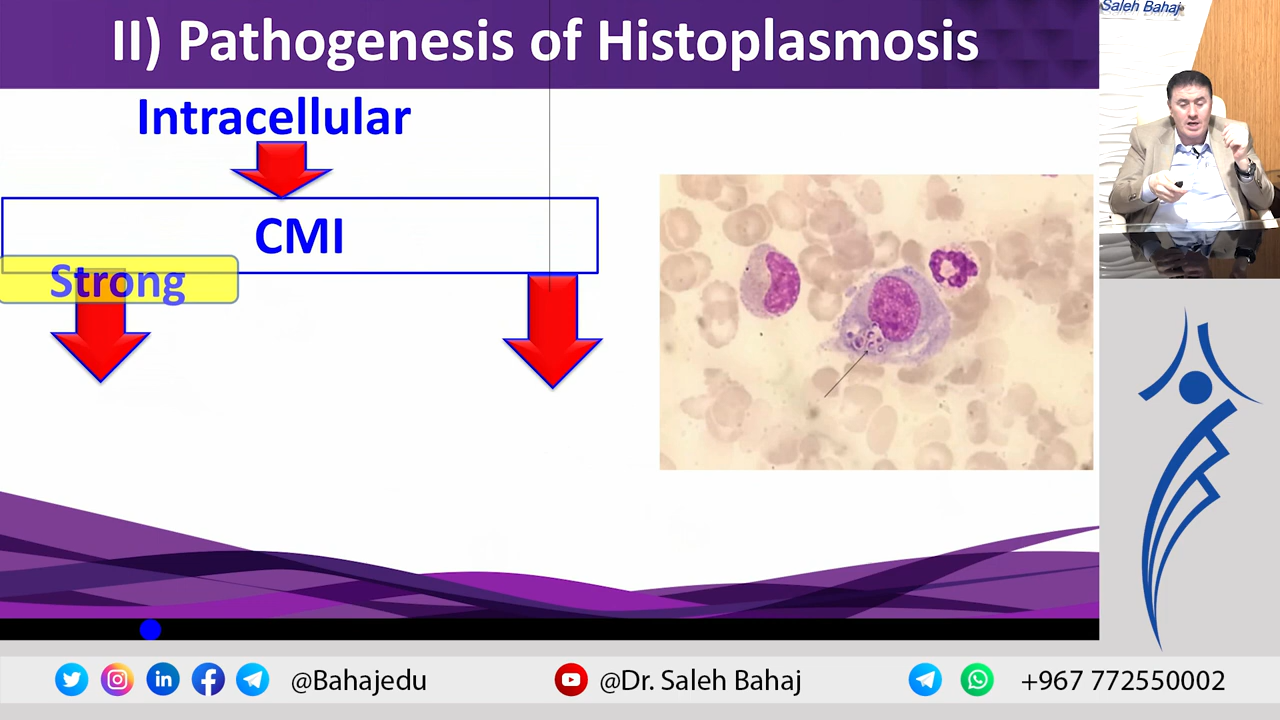 II) Pathogenesis of Histoplasmosis
Saleh Bahaj
Intracellular
CMI
Strong
@Bahajedu
@Dr. Saleh Bahaj
+967 772550002